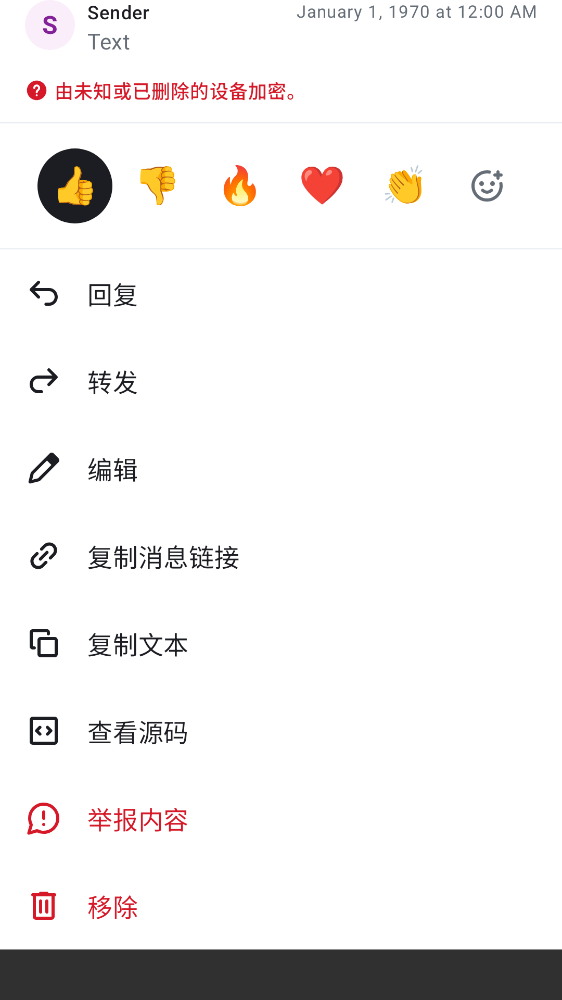 S
Sender
January 1, 1970 at 12:00 AM
Text
由未知或已删除的设备加密。
回复
转发
编辑
复制消息链接
复制文本
查看源码
举报内容
移除